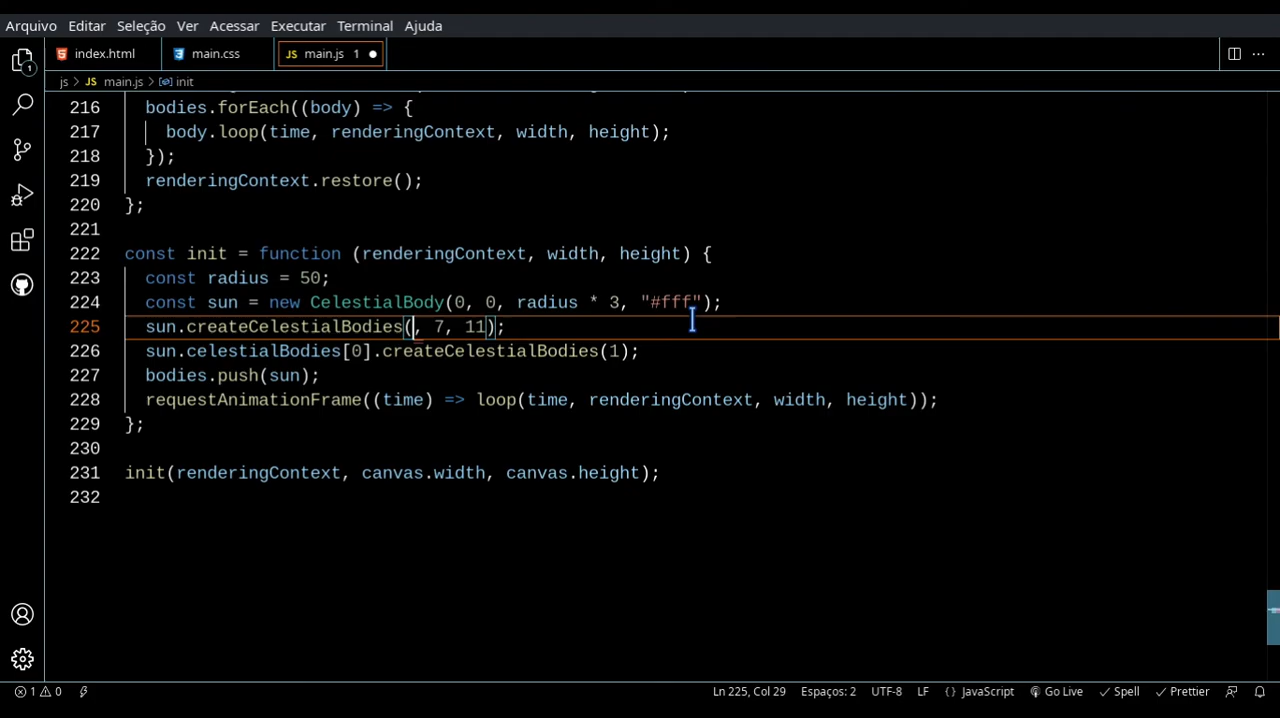 Arquivo Editar Seleção Ver Acessar Executar Terminal Ajuda
index.html main.css JS main.js 1
js > JS main.js > init
216 bodies.forEach((body) => {
217 body.loop(time, renderingContext, width, height);
218 });
219 renderingContext.restore();
220 };
221
222 const init = function (renderingContext, width, height) {
223 const radius = 50;
224 const sun = new CelestialBody(0, 0, radius * 3, "#fff");
225 sun.createCelestialBodies(, 7, 11);
226 sun.celestialBodies[0].createCelestialBodies(1);
227 bodies.push(sun);
228 requestAnimationFrame((time) => loop(time, renderingContext, width, height));
229 };
230
231 init(renderingContext, canvas.width, canvas.height);
232
1 0 Ln 225, Col 29 Espaços: 2 UTF-8 LF {} JavaScript Go Live Spell Prettier